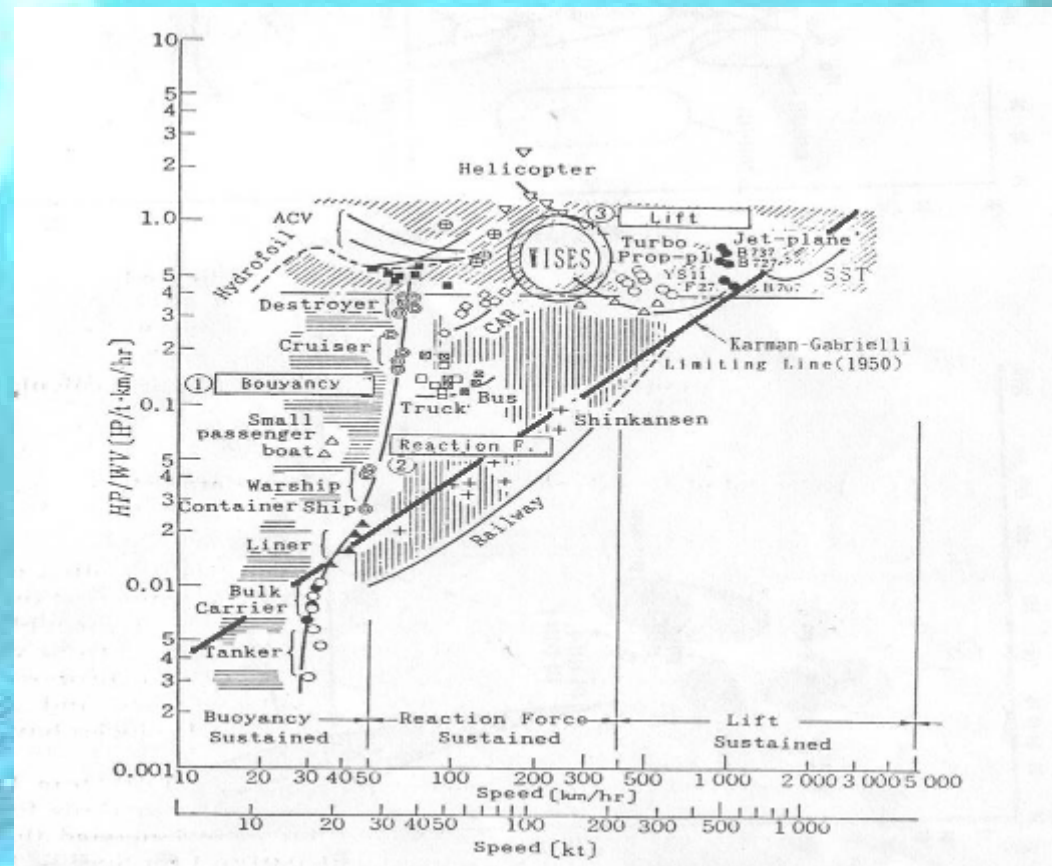 10
5
4
3
2
Helicopter
1.0
ACV
③ Lift
Turbo
Prop-pl
Jet-plane
B737
B727
WISES
YS11
F27
B707
SST
5
4
Hydrofoil
Destroyer
3
CAR
Cruiser
2
Karman-Gabrielli
Limiting Line(1950)
① Bouyancy
0.1
Bus
Truck
Small
passenger
boat
Shinkansen
Reaction F.
②
5
4
Warship
3
Container Ship
2
Railway
Liner
0.01
Bulk
Carrier
5
4
Tanker
3
2
Buoyancy
Sustained
Reaction Force
Sustained
Lift
Sustained
0.001
10 20 30 40 50 100 200 300 500 1 000 2 000 3 000 5 000
Speed [km/hr]
10 20 30 40 50 100 200 300 500 1 000 2 000
Speed [kt]